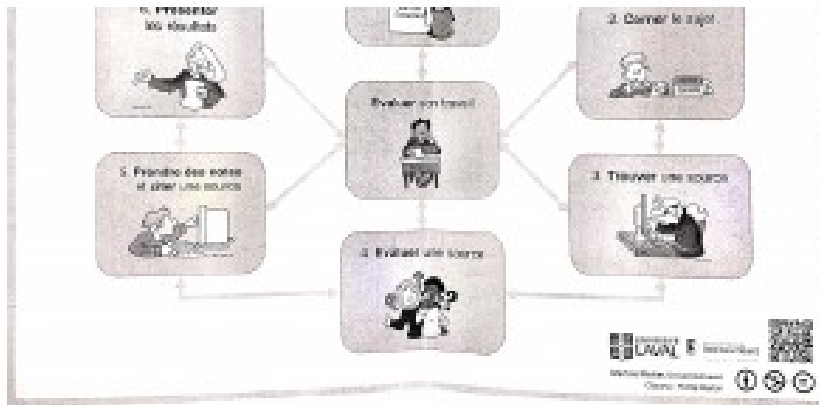 6. Présenter
les résultats
2. Cerner le sujet
Évaluer son travail
5. Prendre des notes
et citer une source
3. Trouver une source
4. Évaluer une source
UNIVERSITÉ
LAVAL